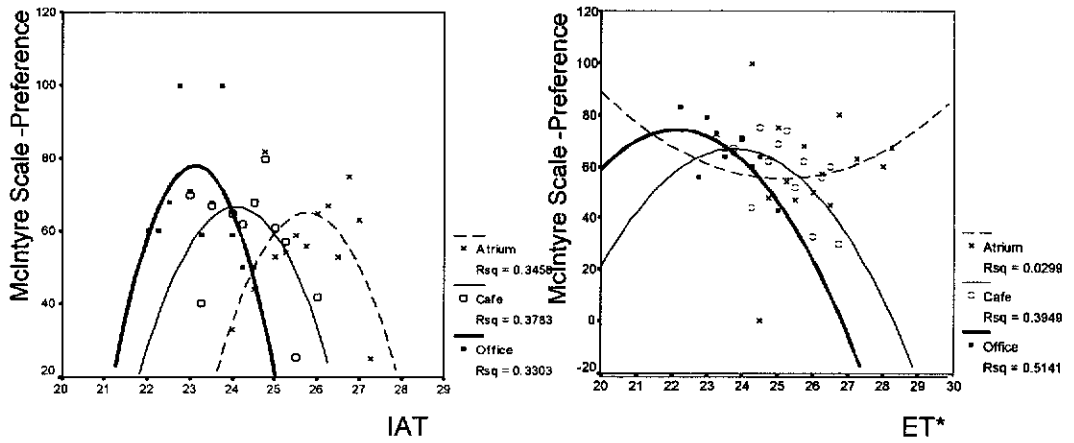 McIntyre Scale -Preference
120
100
80
60
40
20
20 21 22 23 24 25 26 27 28 29
IAT
Atrium
Rsq = 0.3458
Cafe
Rsq = 0.3783
Office
Rsq = 0.3303
McIntyre Scale -Preference
120
100
80
60
40
20
0
-20
20 21 22 23 24 25 26 27 28 29 30
ET*
Atrium
Rsq = 0.0299
Cafe
Rsq = 0.3949
Office
Rsq = 0.5141